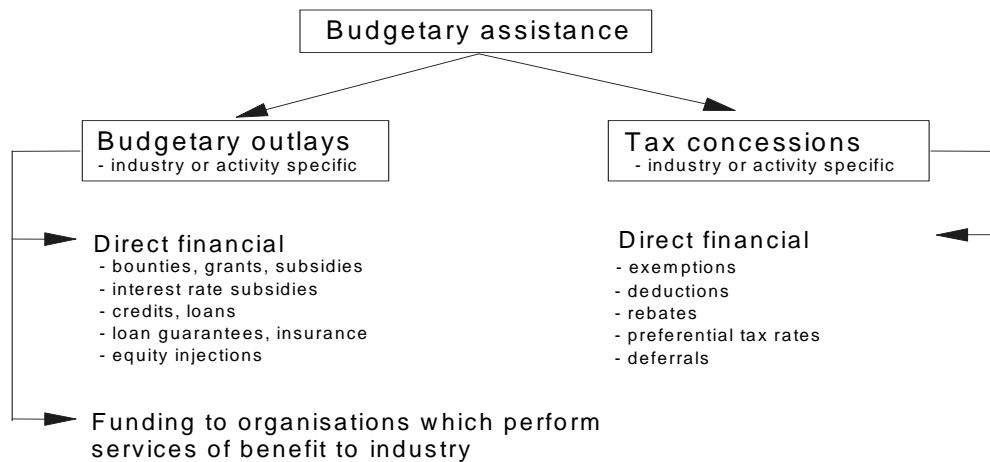 Budgetary assistance
Budgetary outlays
- industry or activity specific
Tax concessions
- industry or activity specific
Direct financial
- bounties, grants, subsidies
- interest rate subsidies
- credits, loans
- loan guarantees, insurance
- equity injections
Direct financial
- exemptions
- deductions
- rebates
- preferential tax rates
- deferrals
Funding to organisations which perform
services of benefit to industry